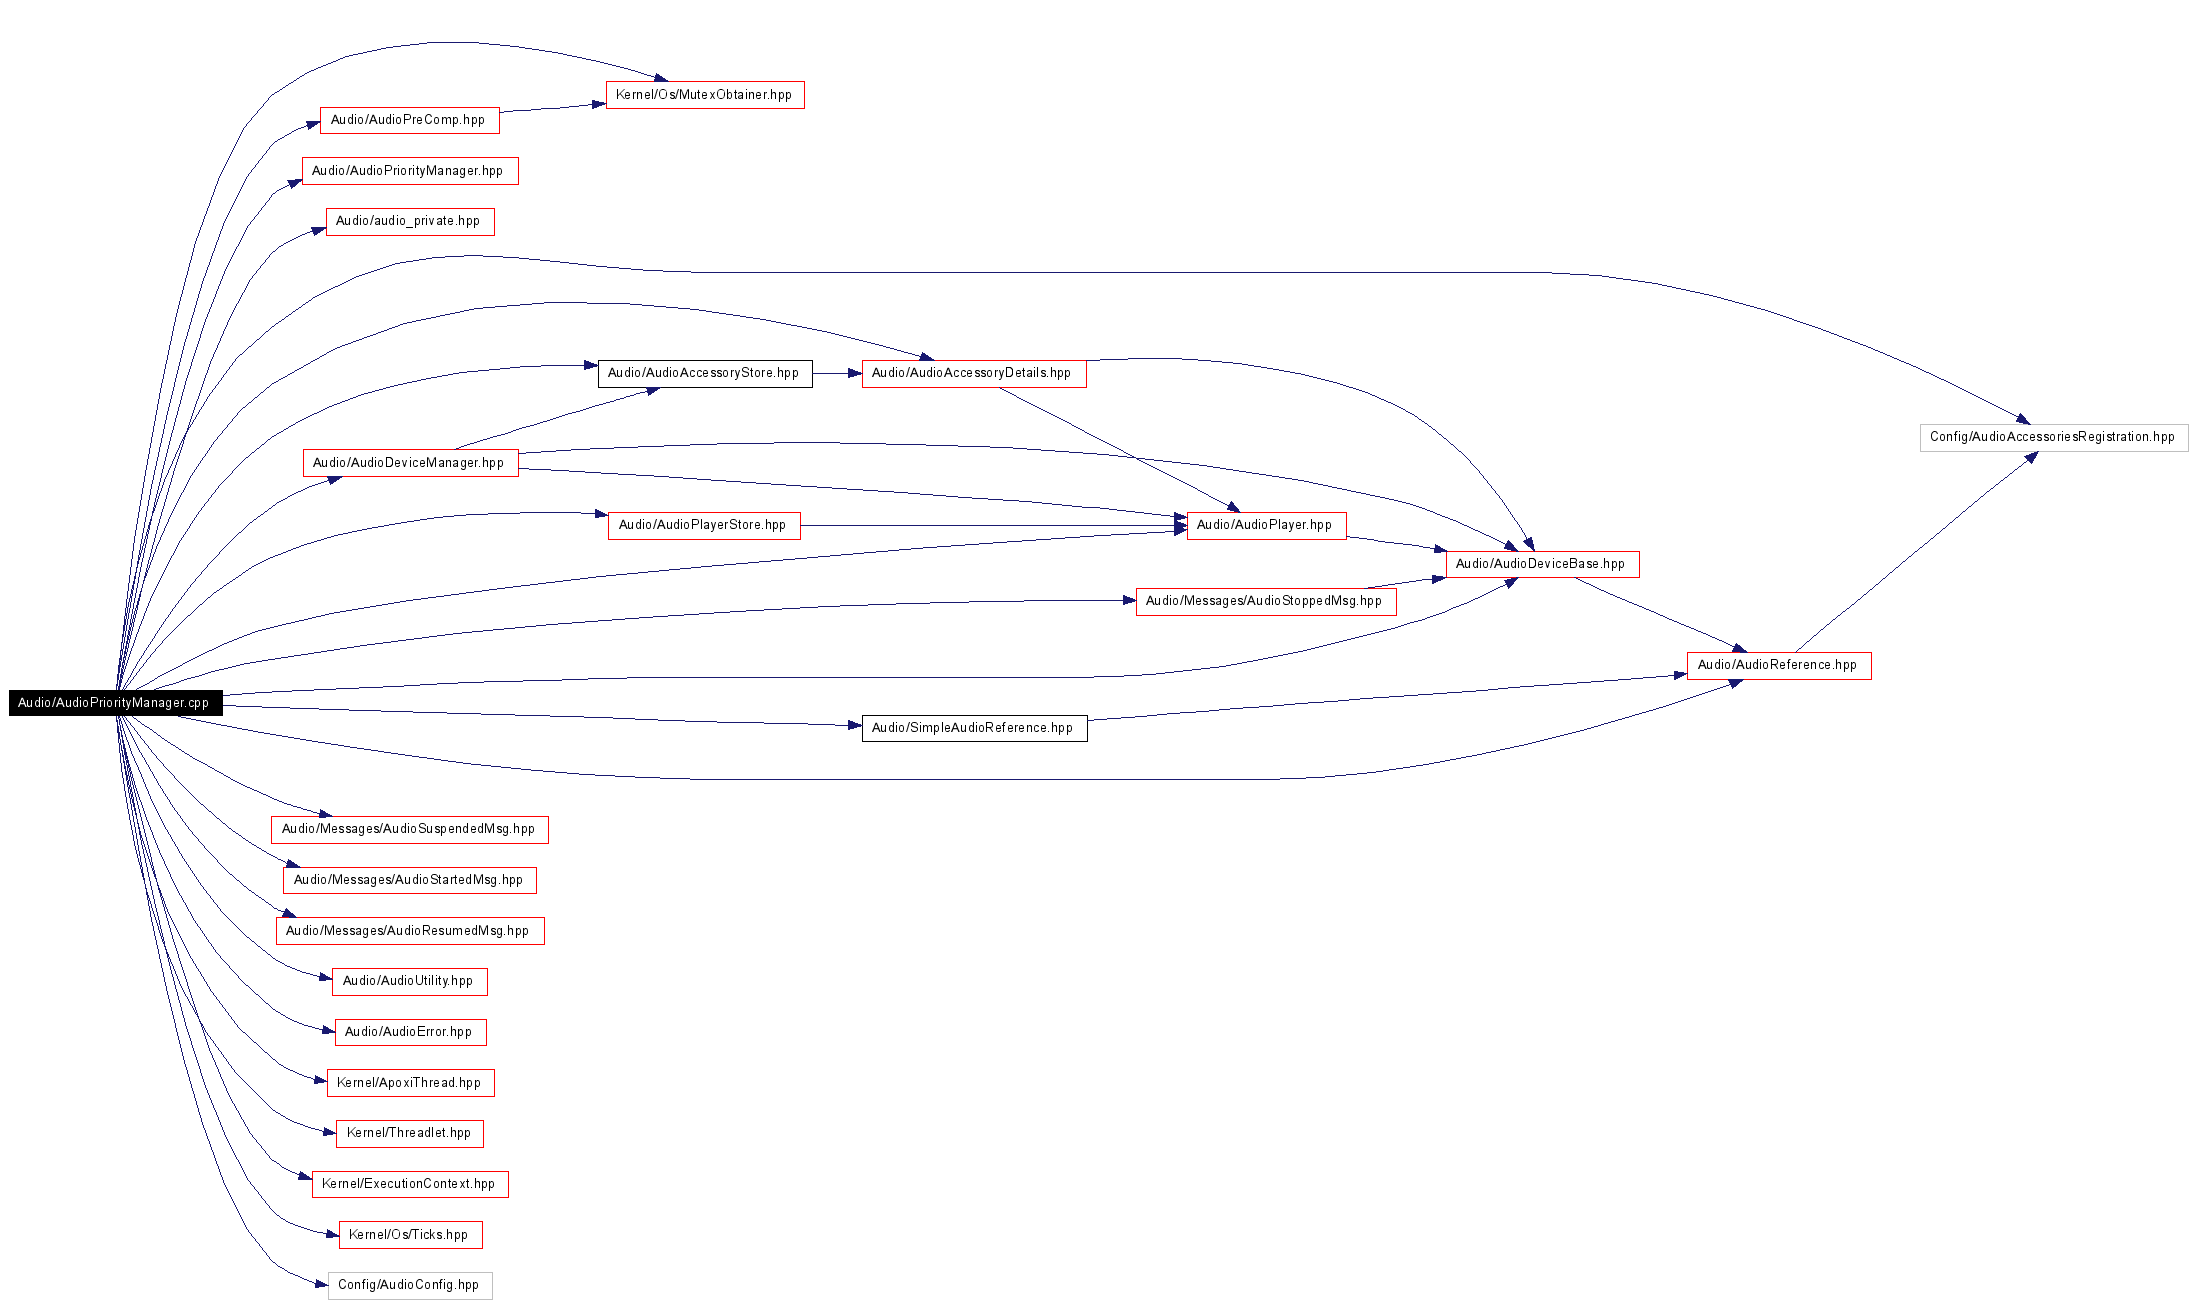 Kernel/Os/MutexObtainer.hpp
Audio/AudioPreComp.hpp
Audio/AudioPriorityManager.hpp
Audio/audio_private.hpp
Audio/AudioAccessoryStore.hpp
Audio/AudioAccessoryDetails.hpp
Config/AudioAccessoriesRegistration.hpp
Audio/AudioDeviceManager.hpp
Audio/AudioPlayerStore.hpp
Audio/AudioPlayer.hpp
Audio/AudioDeviceBase.hpp
Audio/Messages/AudioStoppedMsg.hpp
Audio/AudioReference.hpp
Audio/AudioPriorityManager.cpp
Audio/SimpleAudioReference.hpp
Audio/Messages/AudioSuspendedMsg.hpp
Audio/Messages/AudioStartedMsg.hpp
Audio/Messages/AudioResumedMsg.hpp
Audio/AudioUtility.hpp
Audio/AudioError.hpp
Kernel/ApoxiThread.hpp
Kernel/Threadlet.hpp
Kernel/ExecutionContext.hpp
Kernel/Os/Ticks.hpp
Config/AudioConfig.hpp